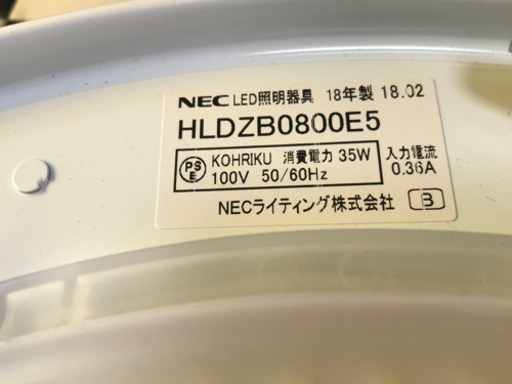 NEC LED照明器具 18年製 18.02
HLDZB0800E5
PSE KOHRIKU 消費電力 35W 入力電流
100V 50/60Hz 0.36A
NECライティング株式会社 B